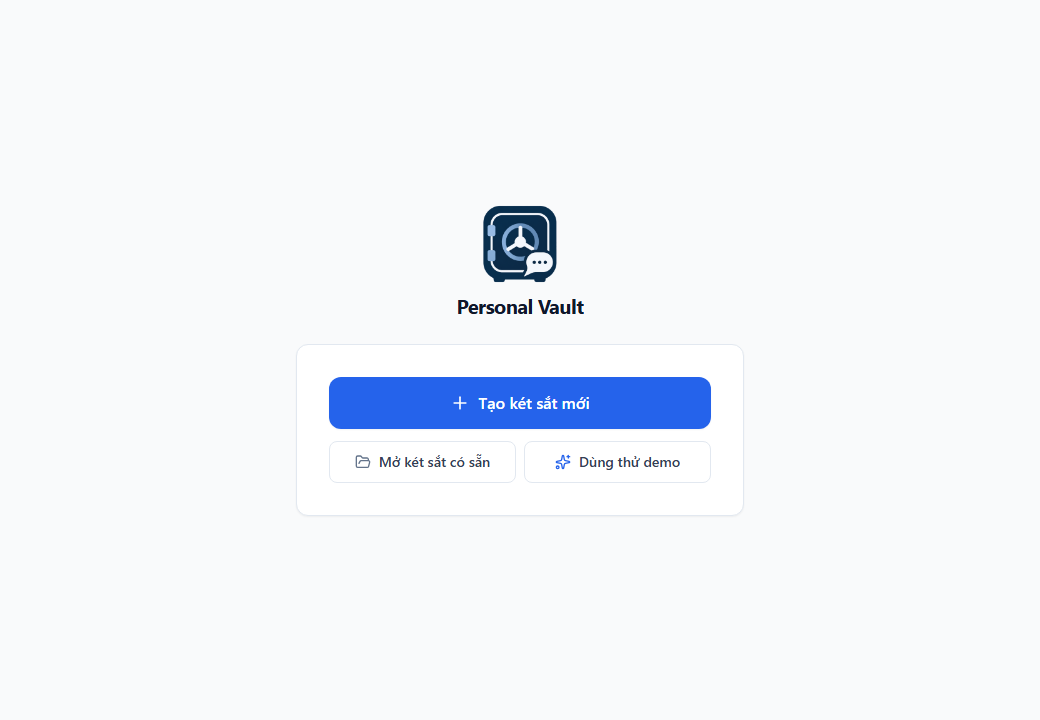 Personal Vault
Tạo két sắt mới
Mở két sắt có sẵn
Dùng thử demo